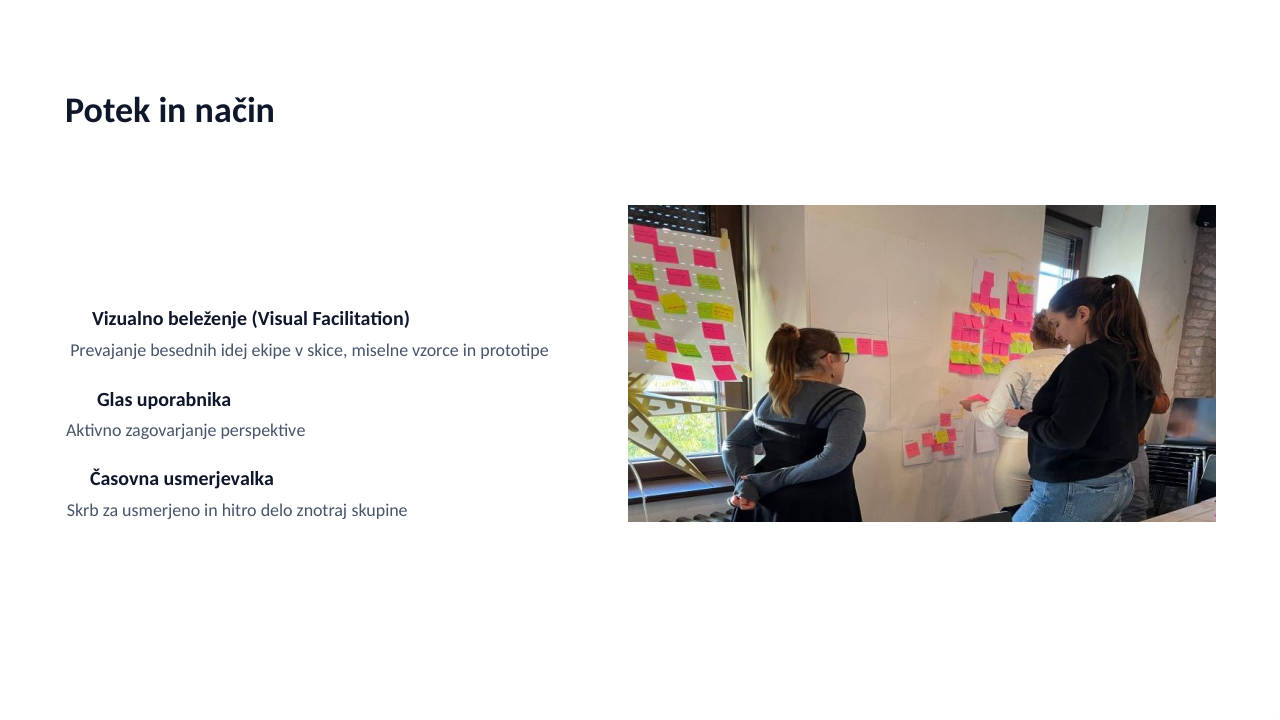 Potek in način
Vizualno beleženje (Visual Facilitation)
Prevajanje besednih idej ekipe v skice, miselne vzorce in prototipe
Glas uporabnika
Aktivno zagovarjanje perspektive
Časovna usmerjevalka
Skrb za usmerjeno in hitro delo znotraj skupine